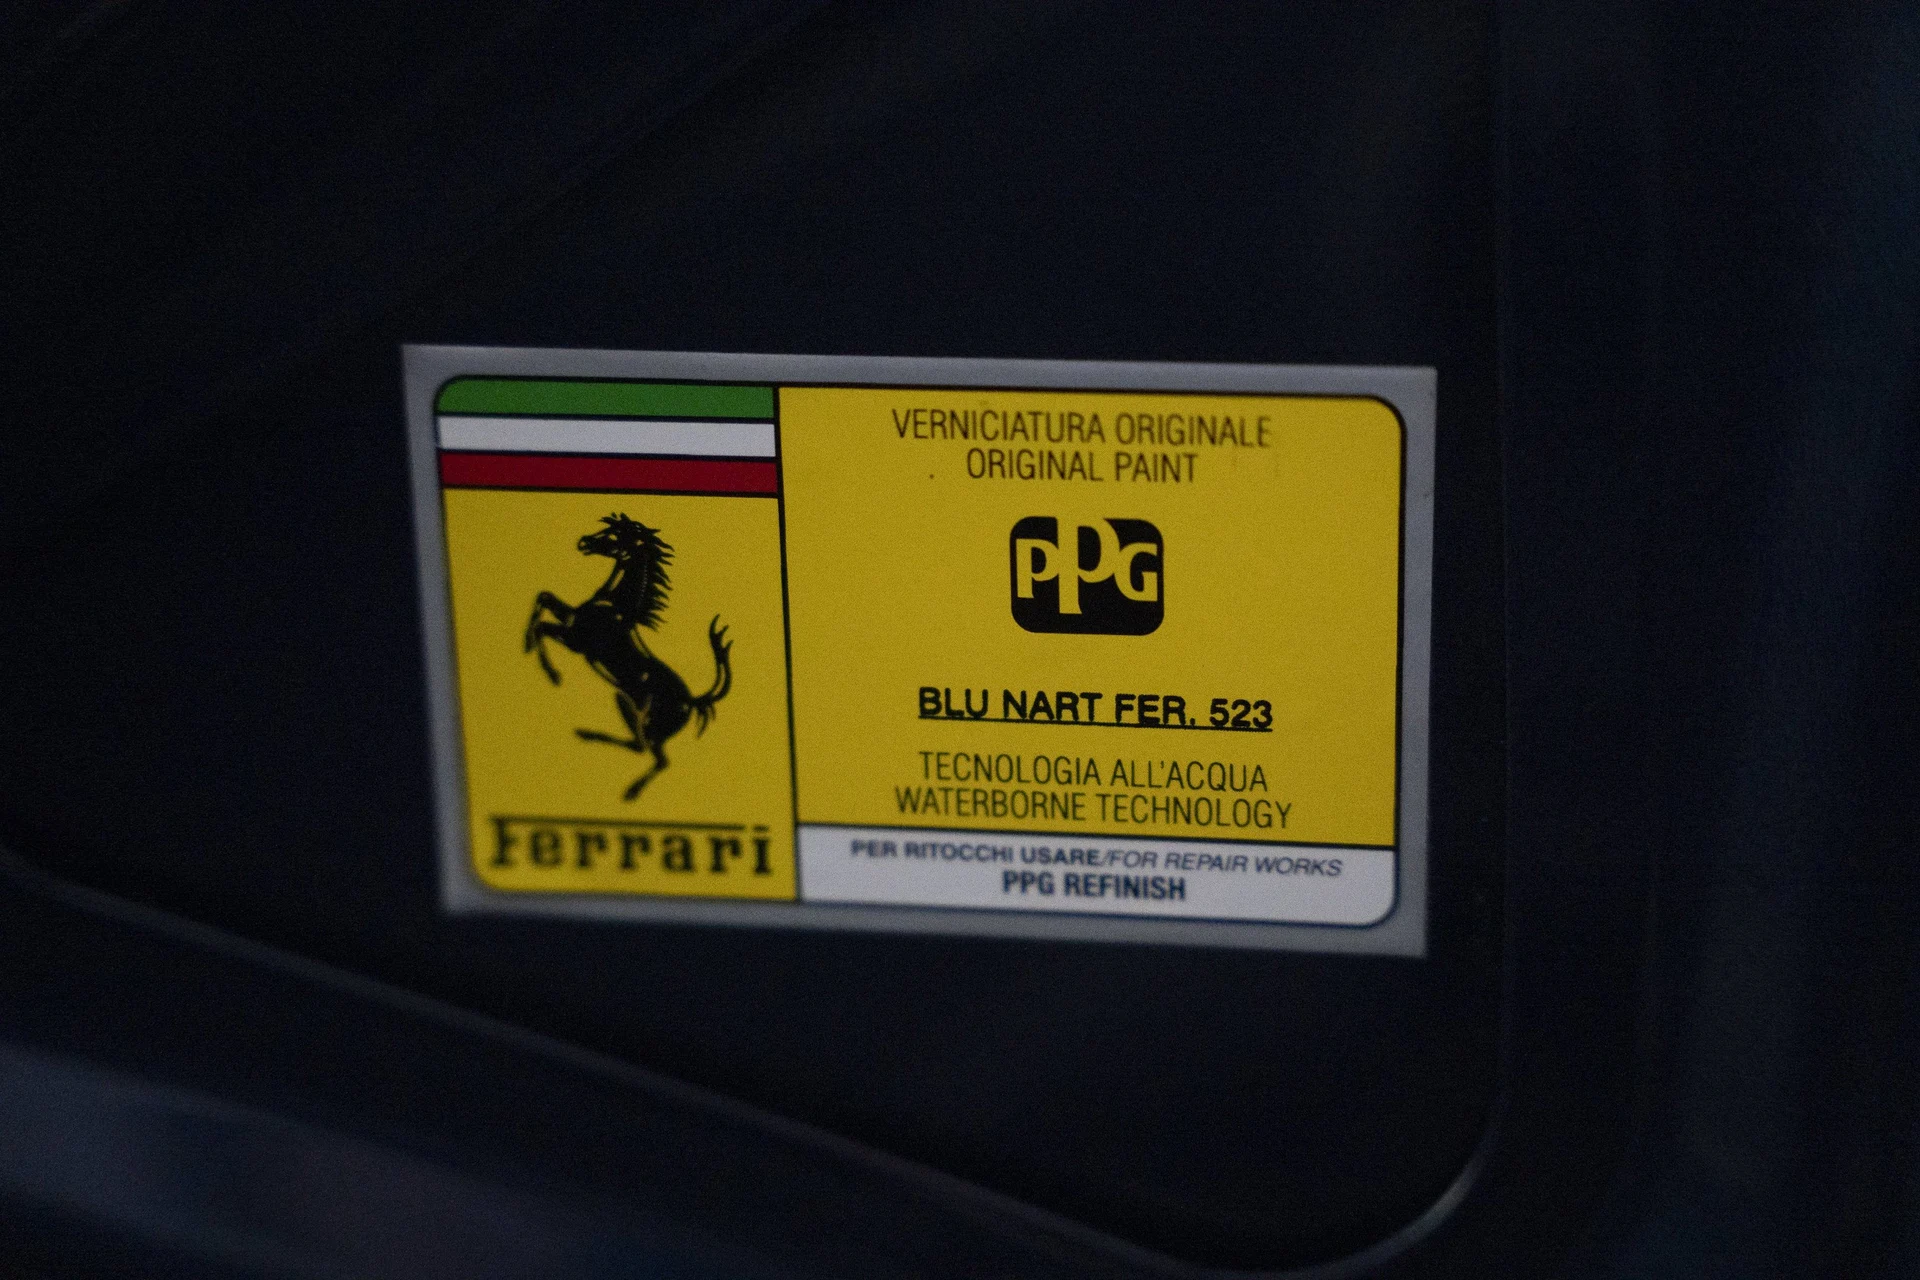 VERNICIATURA ORIGINALE
ORIGINAL PAINT
PPG
BLU NART FER. 523
TECNOLOGIA ALL'ACQUA
WATERBORNE TECHNOLOGY
PER RITOCCHI USARE/FOR REPAIR WORKS
PPG REFINISH
Ferrari